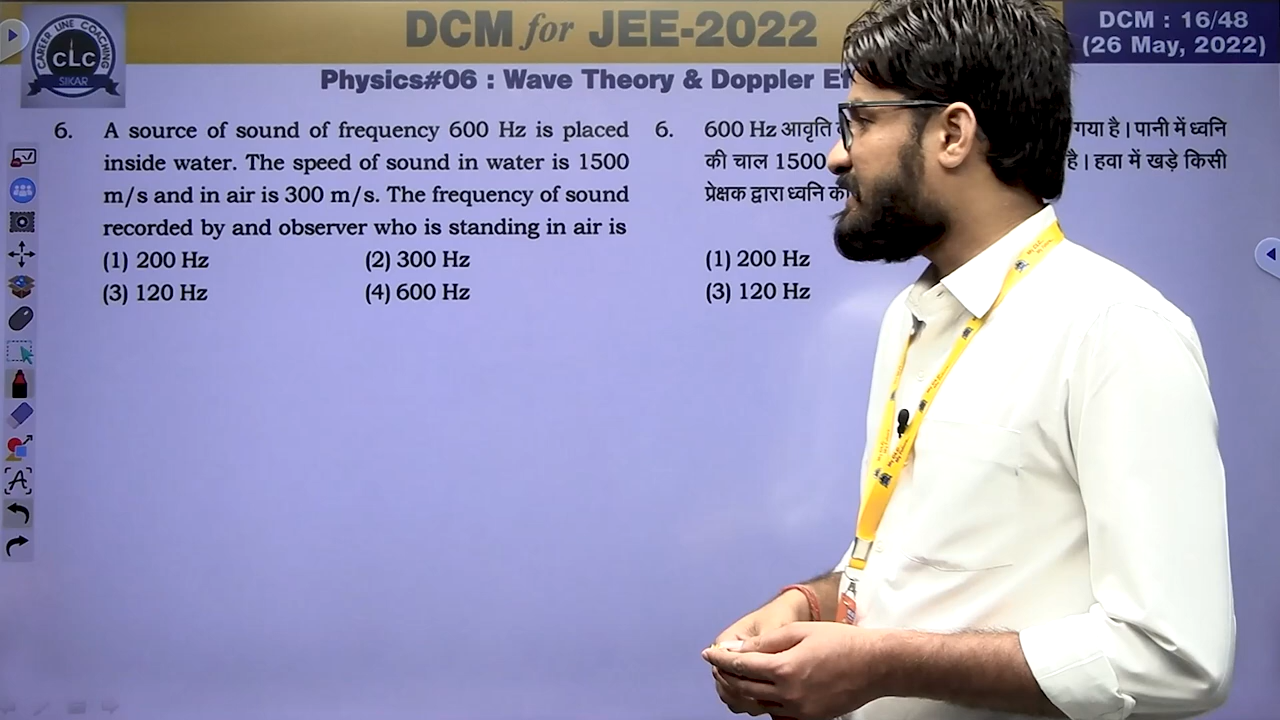 DCM for JEE-2022
DCM : 16/48
(26 May, 2022)
CAREER LINE COACHING
CLC
SIKAR
Physics#06 : Wave Theory & Doppler
6. A source of sound of frequency 600 Hz is placed
inside water. The speed of sound in water is 1500
m/s and in air is 300 m/s. The frequency of sound
recorded by and observer who is standing in air is
(1) 200 Hz (2) 300 Hz
(3) 120 Hz (4) 600 Hz
6. 600 Hz आवृति गया है। पानी में ध्वनि
की चाल 1500 है। हवा में खड़े किसी
प्रेक्षक द्वारा ध्वनि
(1) 200 Hz
(3) 120 Hz